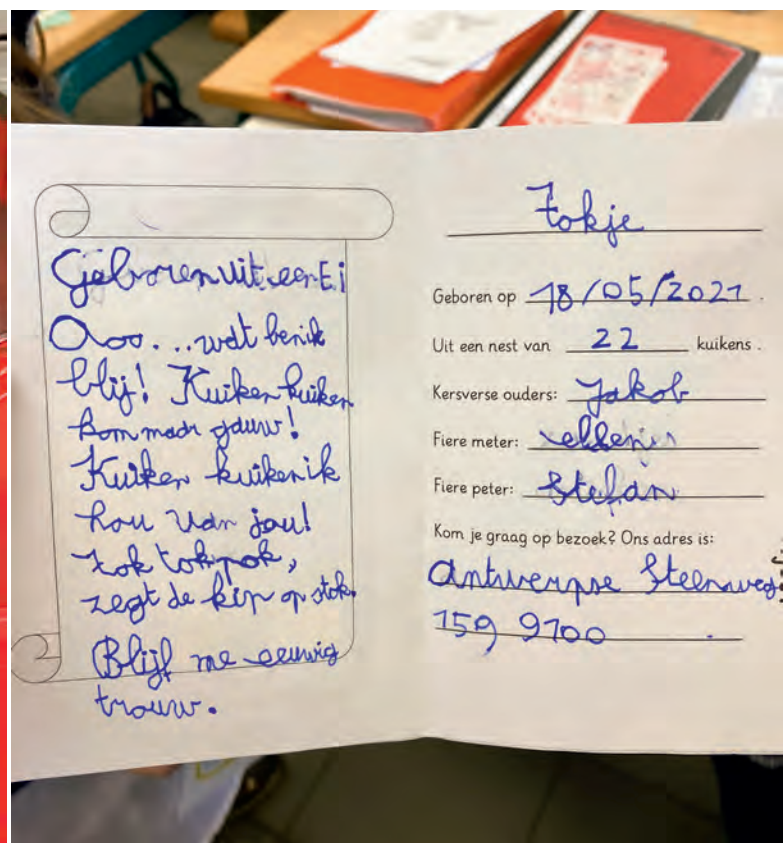 Geboren uit een Ei
Ooo...wat ben ik
blij! Kuiken kuiken
kom maar gauw!
Kuiken kuiken ik
hou van jou!
tok tok pok,
zegt de kip op stok.
Blijf me eeuwig
trouw.
Tokje
Geboren op 18/05/2021.
Uit een nest van 22 kuikens.
Kersverse ouders: Jakob
Fiere meter:
Fiere peter: Stefan
Kom je graag op bezoek? Ons adres is:
Antwerpse Steenweg
159 9100